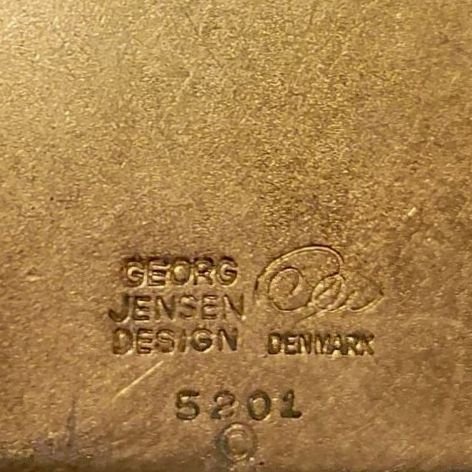 GEORG
JENSEN
DESIGN
DENMARK
5201
©